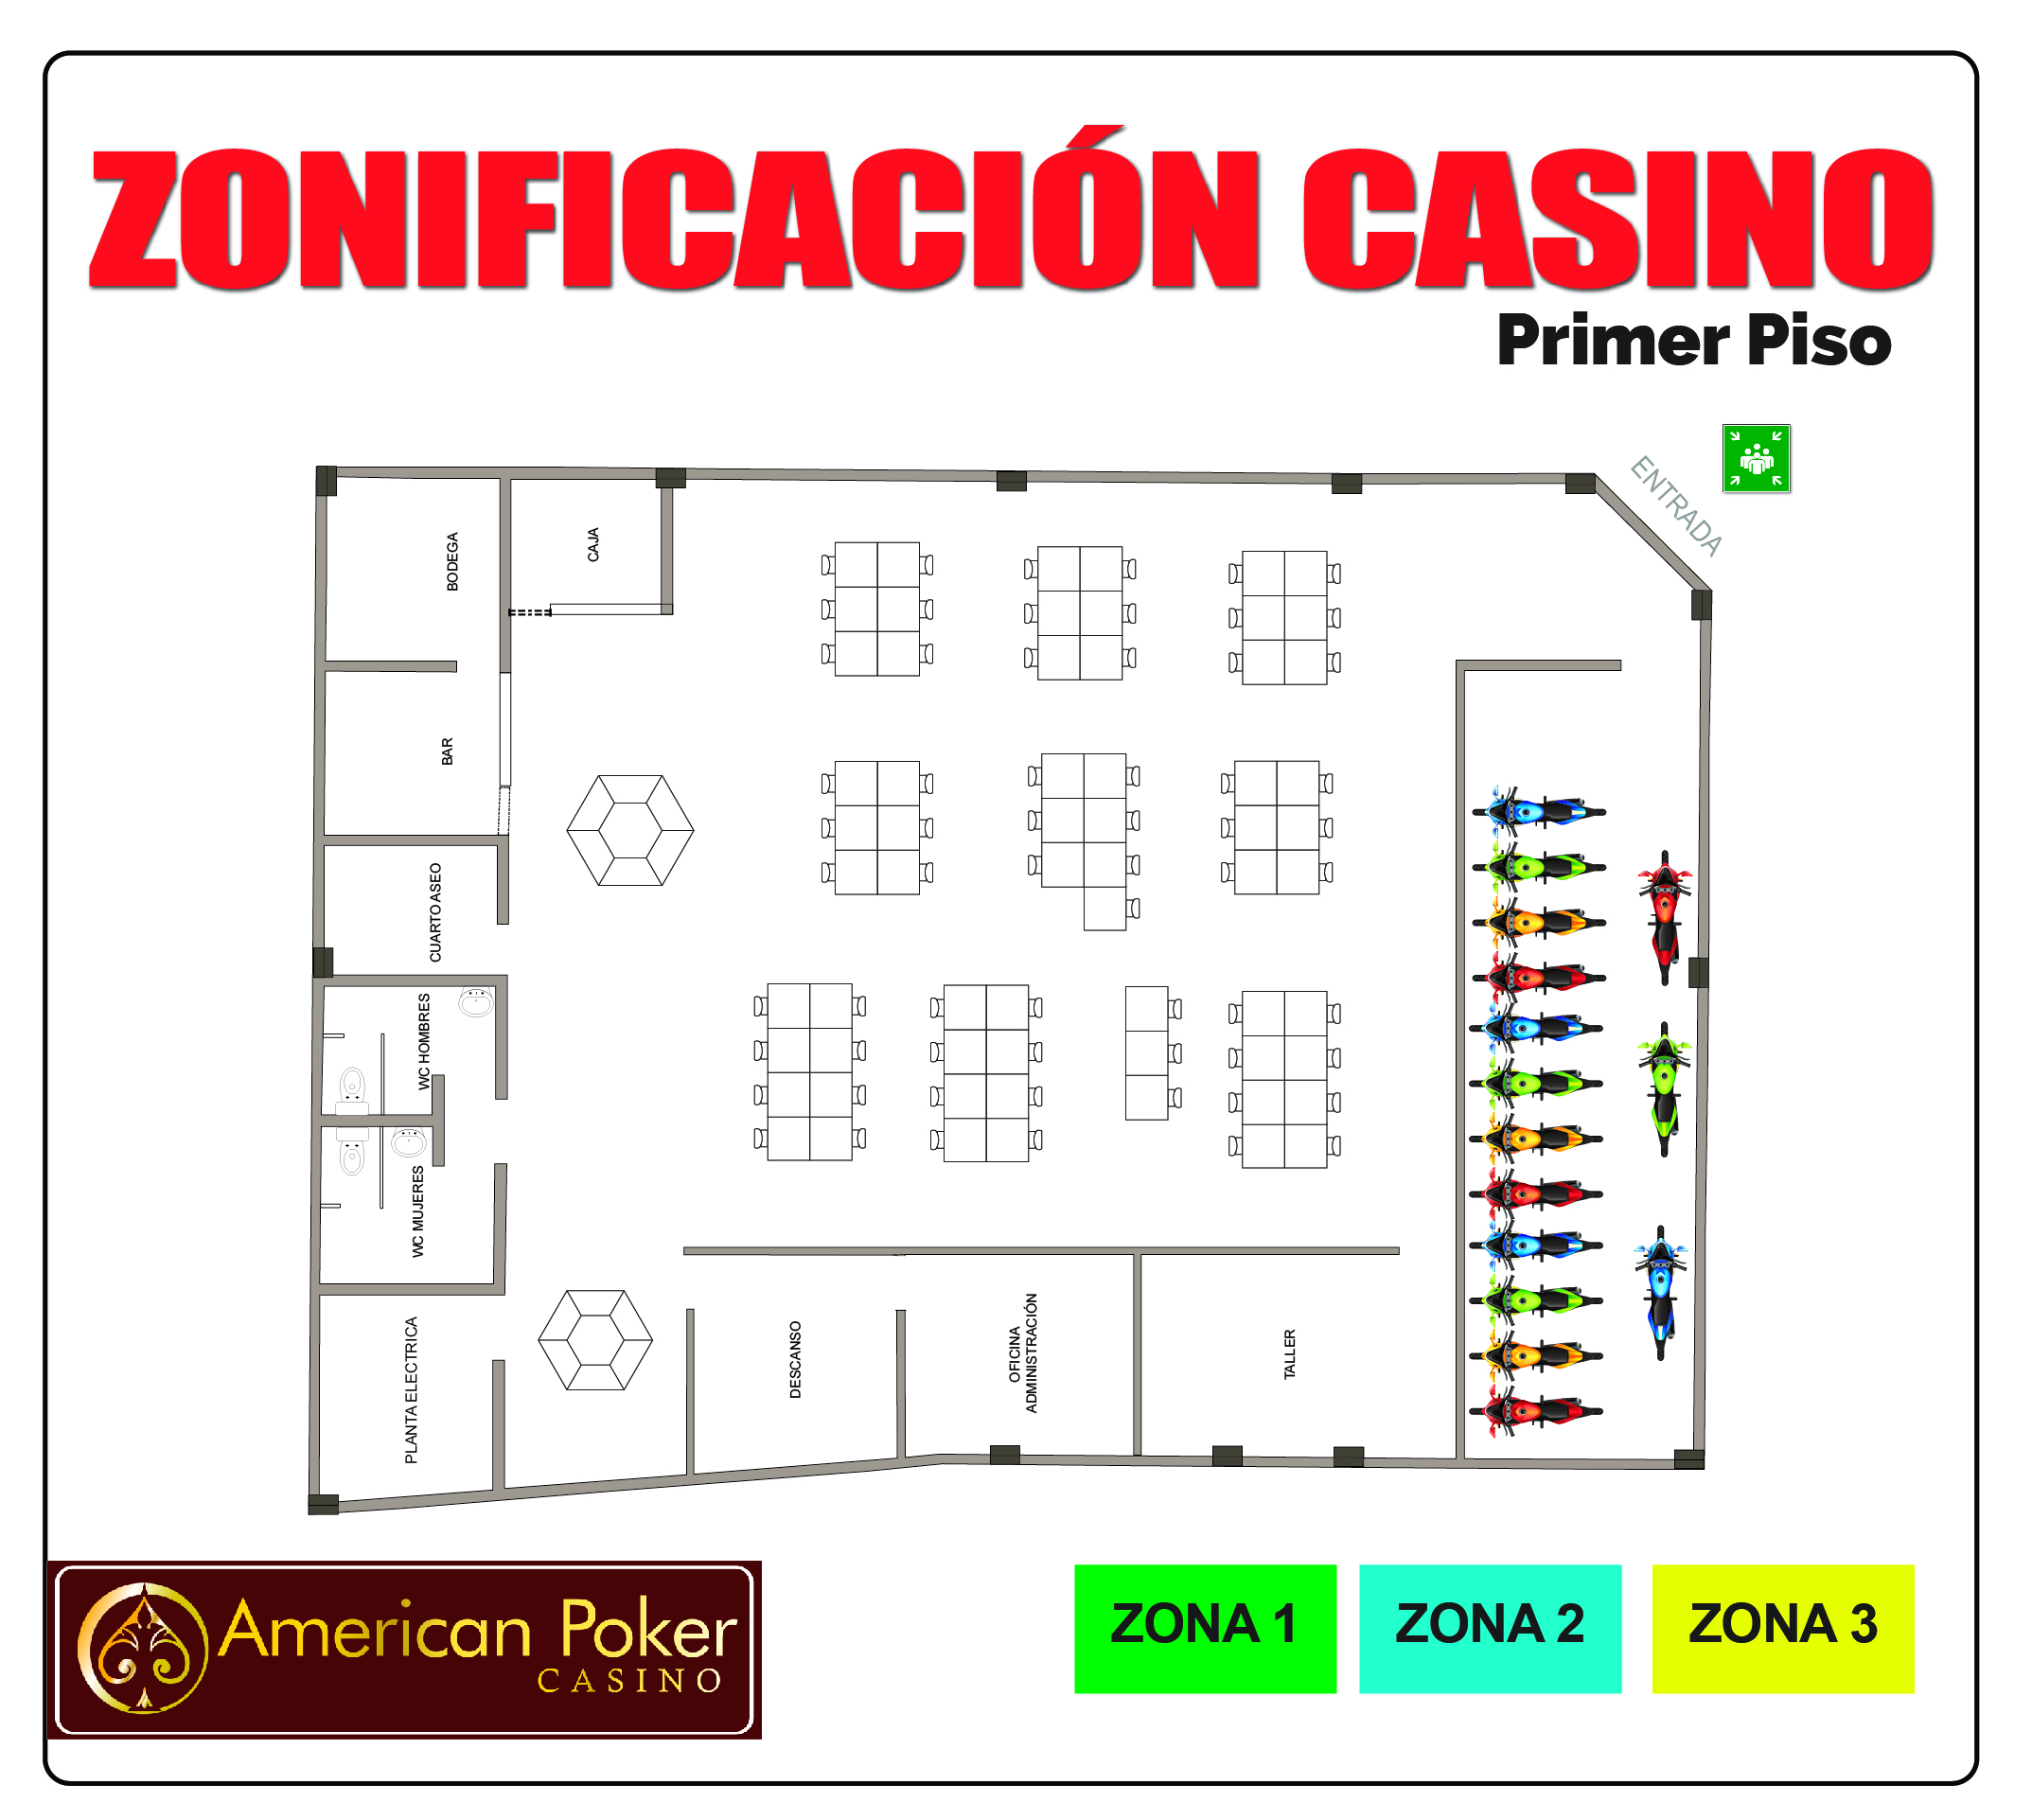 ZONIFICACIÓN CASINO
Primer Piso
ENTRADA
BODEGA
CAJA
BAR
CUARTO ASEO
WC HOMBRES
WC MUJERES
PLANTA ELECTRICA
DESCANSO
OFICINA
ADMINISTRACIÓN
TALLER
American Poker
CASINO
ZONA 1
ZONA 2
ZONA 3